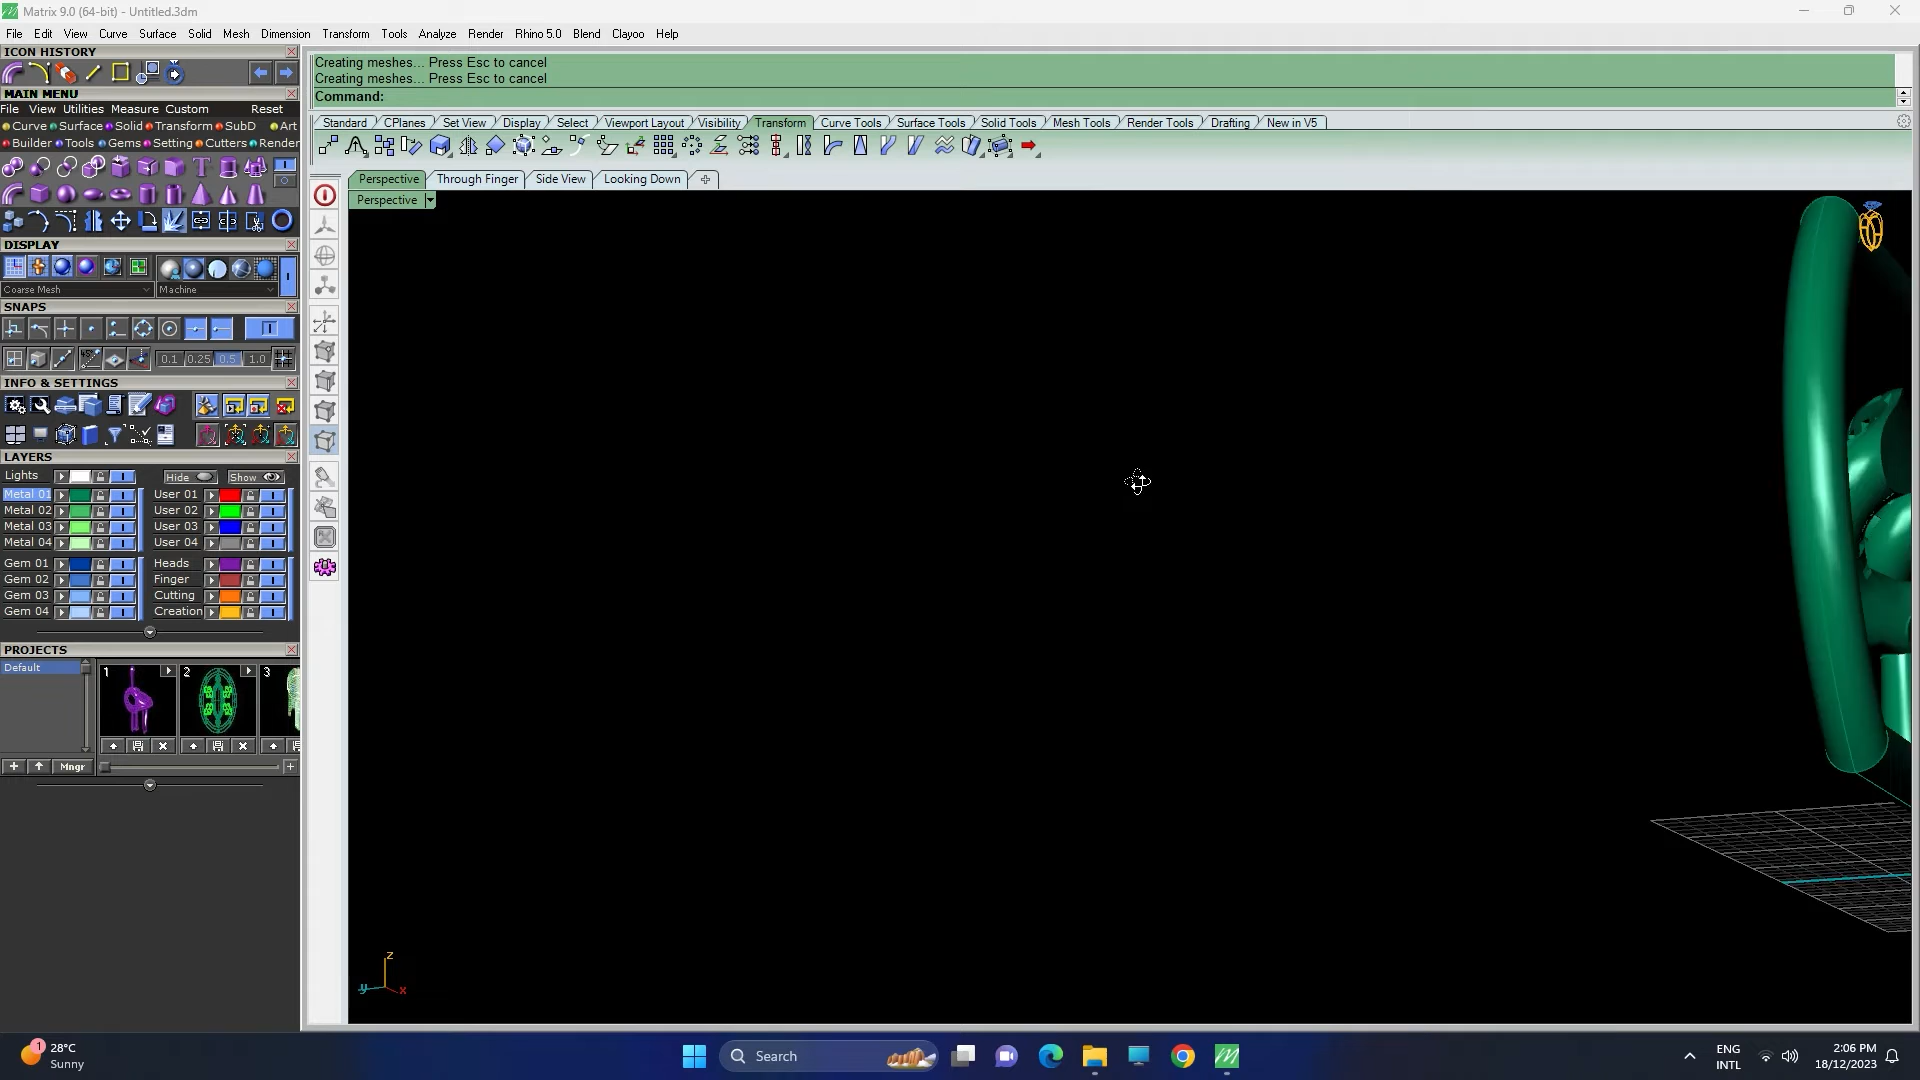 Matrix 9.0 (64-bit) - Untitled.3dm
File Edit View Curve Surface Solid Mesh Dimension Transform Tools Analyze Render Rhino 5.0 Blend Clayoo Help
ICON HISTORY
MAIN MENU
File View Utilities Measure Custom Reset
Curve Surface Solid Transform SubD Art
Builder Tools Gems Setting Cutters Render
DISPLAY
Coarse Mesh Machine
SNAPS
0.1 0.25 0.5 1.0
INFO & SETTINGS
LAYERS
Lights Hide Show
Metal 01 User 01
Metal 02 User 02
Metal 03 User 03
Metal 04 User 04
Gem 01 Heads
Gem 02 Finger
Gem 03 Cutting
Gem 04 Creation
PROJECTS
Default
1 2 3
Mngr
Creating meshes... Press Esc to cancel
Creating meshes... Press Esc to cancel
Command:
Standard CPlanes Set View Display Select Viewport Layout Visibility Transform Curve Tools Surface Tools Solid Tools Mesh Tools Render Tools Drafting New in V5
Perspective Through Finger Side View Looking Down
Perspective
z
y x
1
28°C
Sunny
Search
ENG
INTL
2:06 PM
18/12/2023